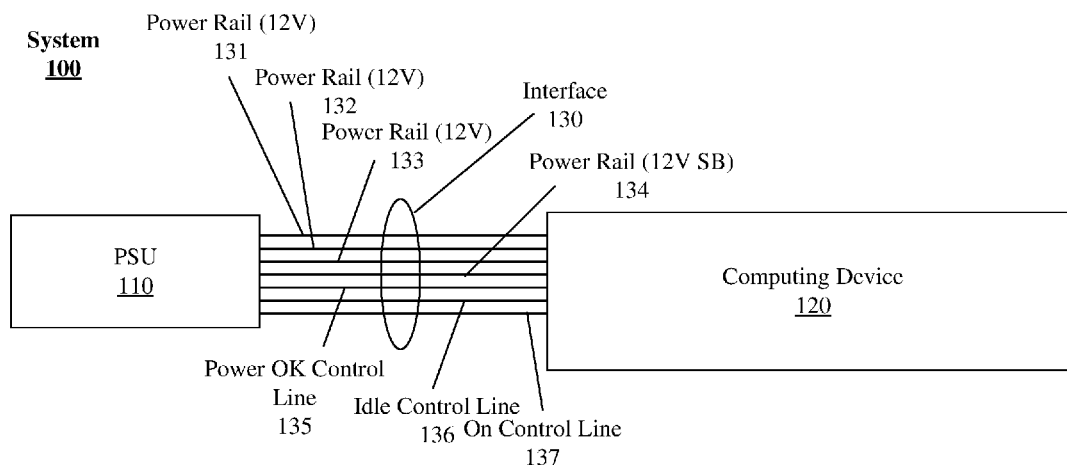 System
100
Power Rail (12V)
131
Power Rail (12V)
132
Power Rail (12V)
133
Interface
130
Power Rail (12V SB)
134
PSU
110
Computing Device
120
Power OK Control
Line
135
Idle Control Line
136
On Control Line
137